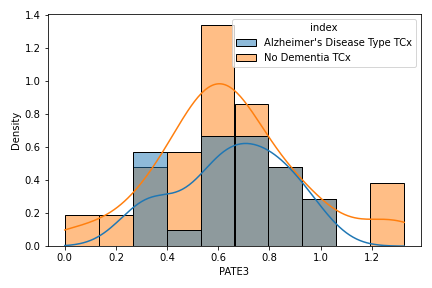 index
Alzheimer's Disease Type TCx
No Dementia TCx
1.4
1.2
1.0
0.8
0.6
0.4
0.2
0.0
Density
0.0 0.2 0.4 0.6 0.8 1.0 1.2
PATE3